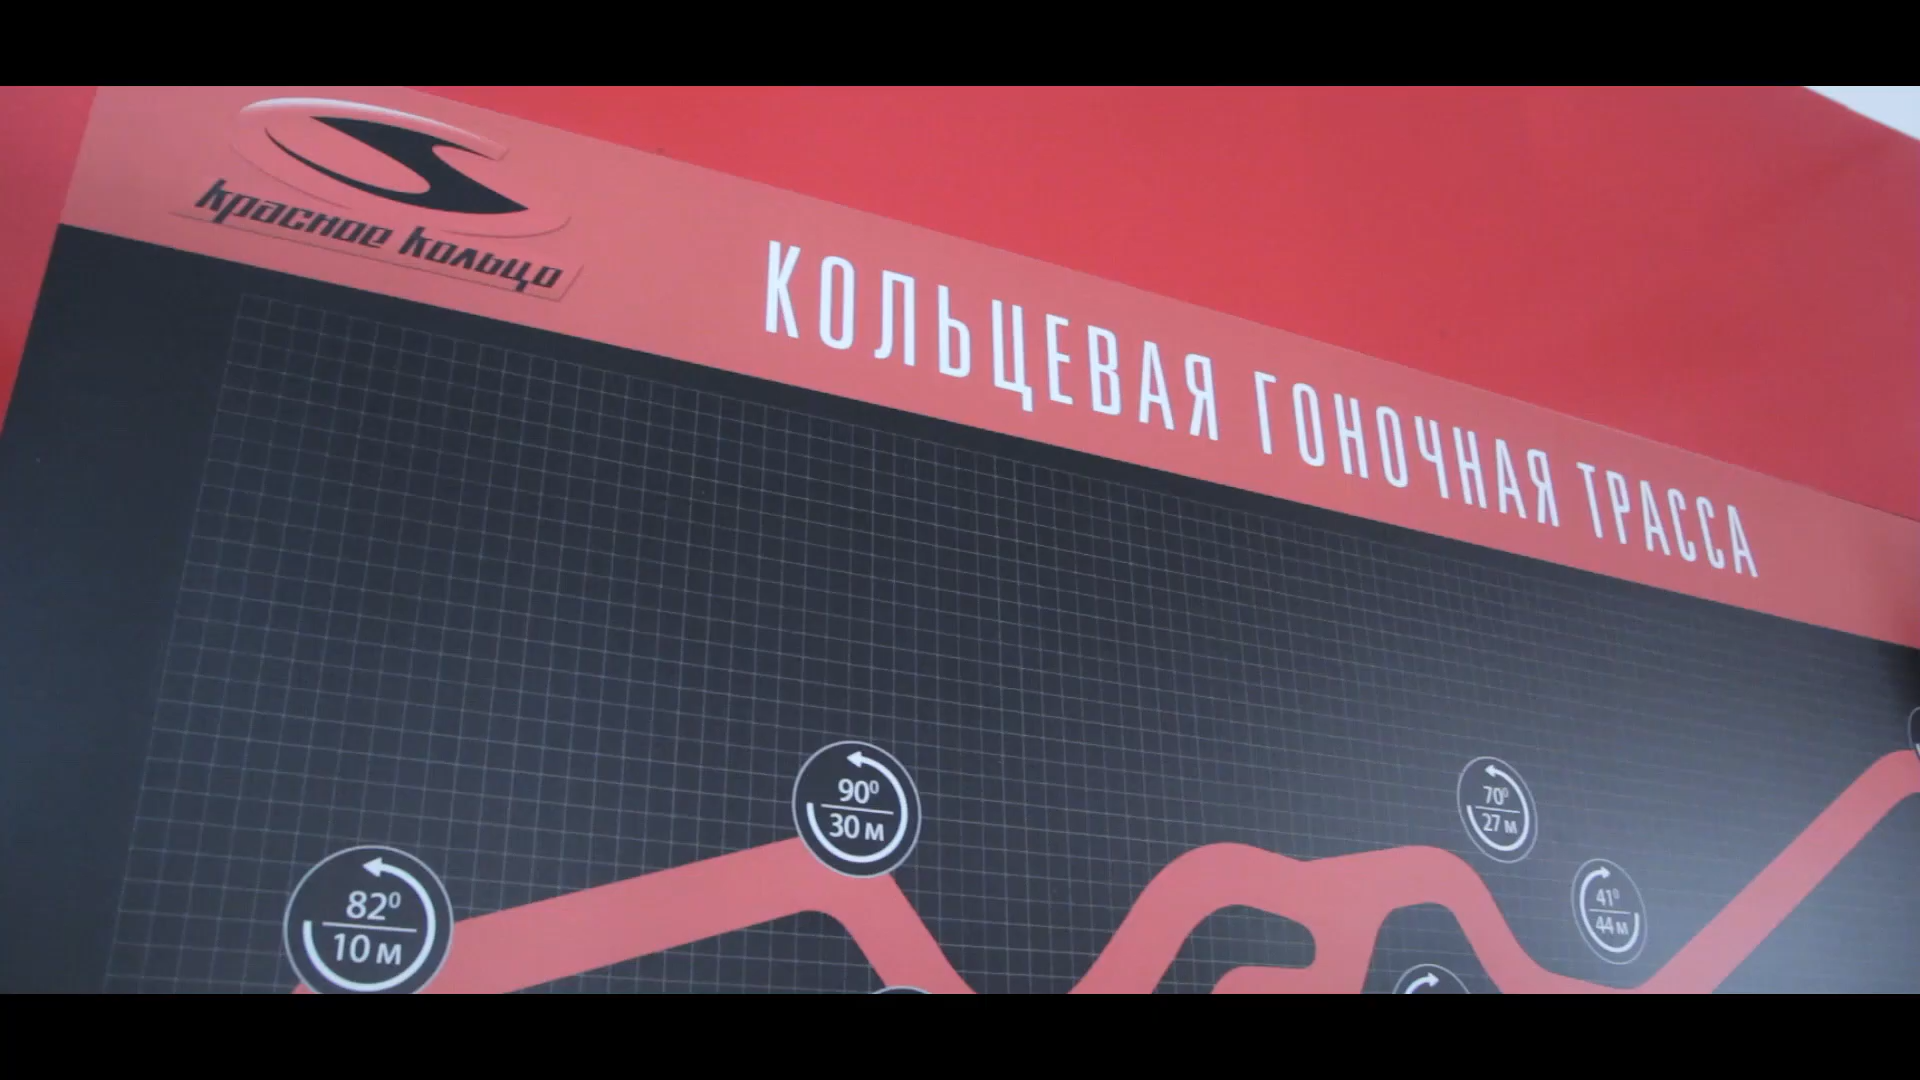 Красное кольцо
КОЛЬЦЕВАЯ ГОНОЧНАЯ ТРАССА
90⁰
30 м
70⁰
27 м
82⁰
10 м
41⁰
44 м